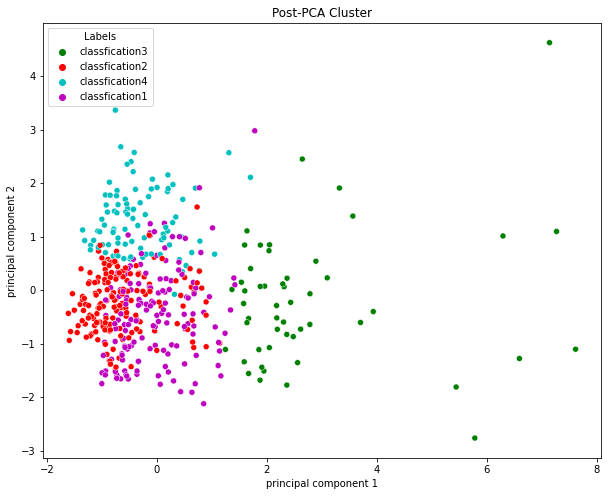 Post-PCA Cluster
Labels
classfication3
classfication2
classfication4
classfication1
principal component 2
4
3
2
1
0
−1
−2
−3
−2
0
2
4
6
8
principal component 1